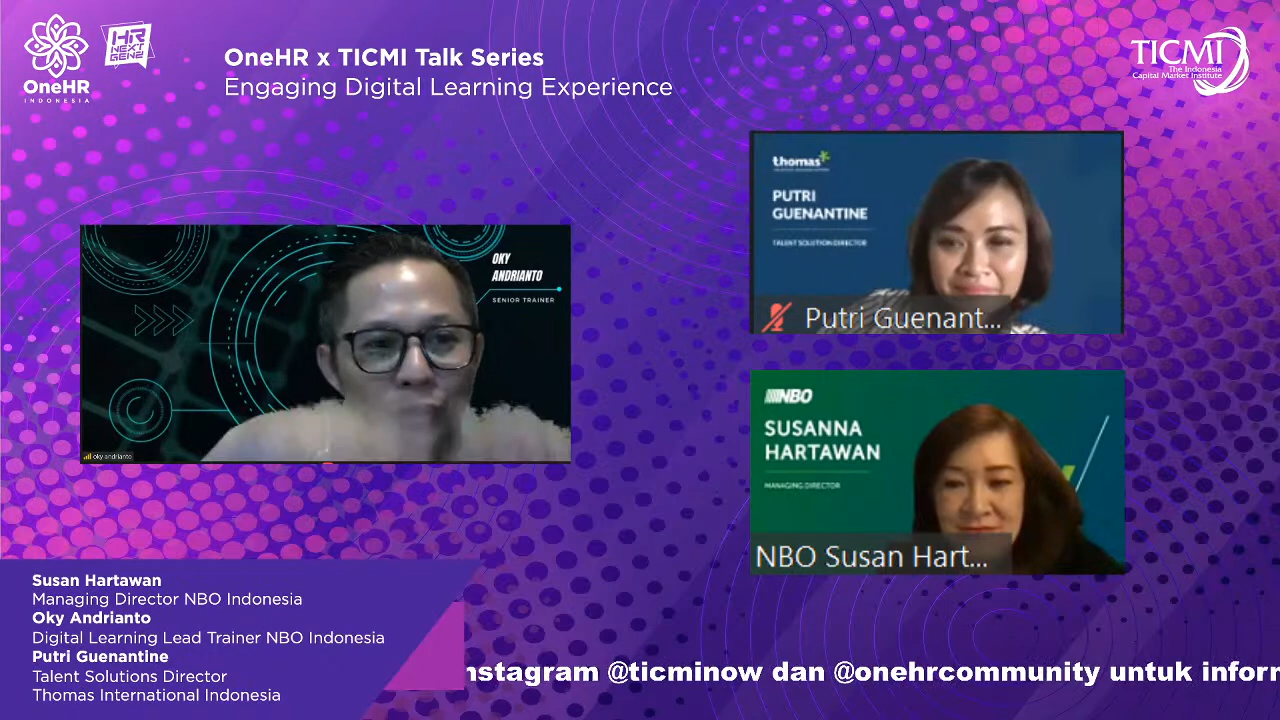 OneHR
INDONESIA
HR
NEXT
GEN2
OneHR x TICMI Talk Series
Engaging Digital Learning Experience
TICMI
The Indonesia
Capital Market Institute
OKY
ANDRIANTO
SENIOR TRAINER
oky andrianto
thomas
PUTRI
GUENANTINE
TALENT SOLUTION DIRECTOR
Putri Guenant...
NBO
SUSANNA
HARTAWAN
MANAGING DIRECTOR
NBO Susan Hart...
Susan Hartawan
Managing Director NBO Indonesia
Oky Andrianto
Digital Learning Lead Trainer NBO Indonesia
Putri Guenantine
Talent Solutions Director
Thomas International Indonesia
nstagram @ticminow dan @onehrcommunity untuk inforr